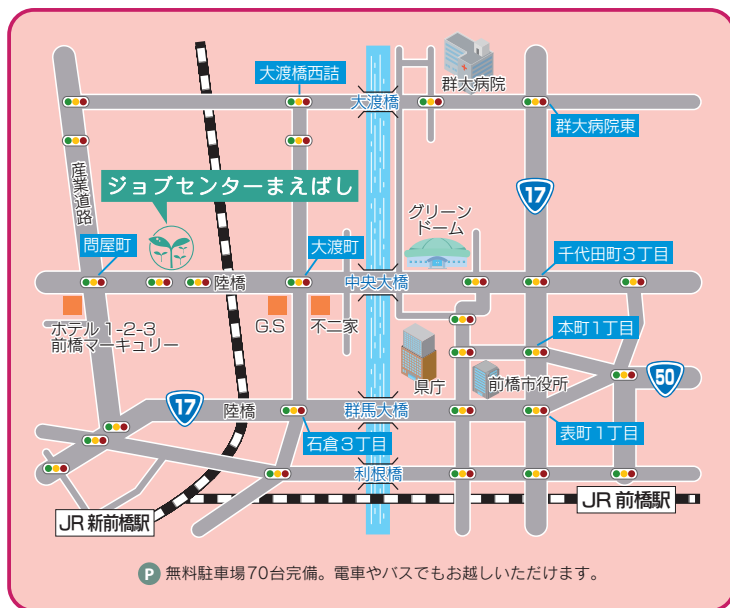 群大病院
大渡橋西詰
大渡橋
群大病院東
産業道路
ジョブセンターまえばし
17
グリーン
ドーム
問屋町
陸橋
大渡町
中央大橋
千代田町3丁目
ホテル 1-2-3
前橋マーキュリー
G.S
不二家
本町1丁目
県庁
前橋市役所
50
17
陸橋
群馬大橋
石倉3丁目
表町1丁目
利根橋
JR 新前橋駅
JR 前橋駅
P 無料駐車場70台完備。電車やバスでもお越しいただけます。